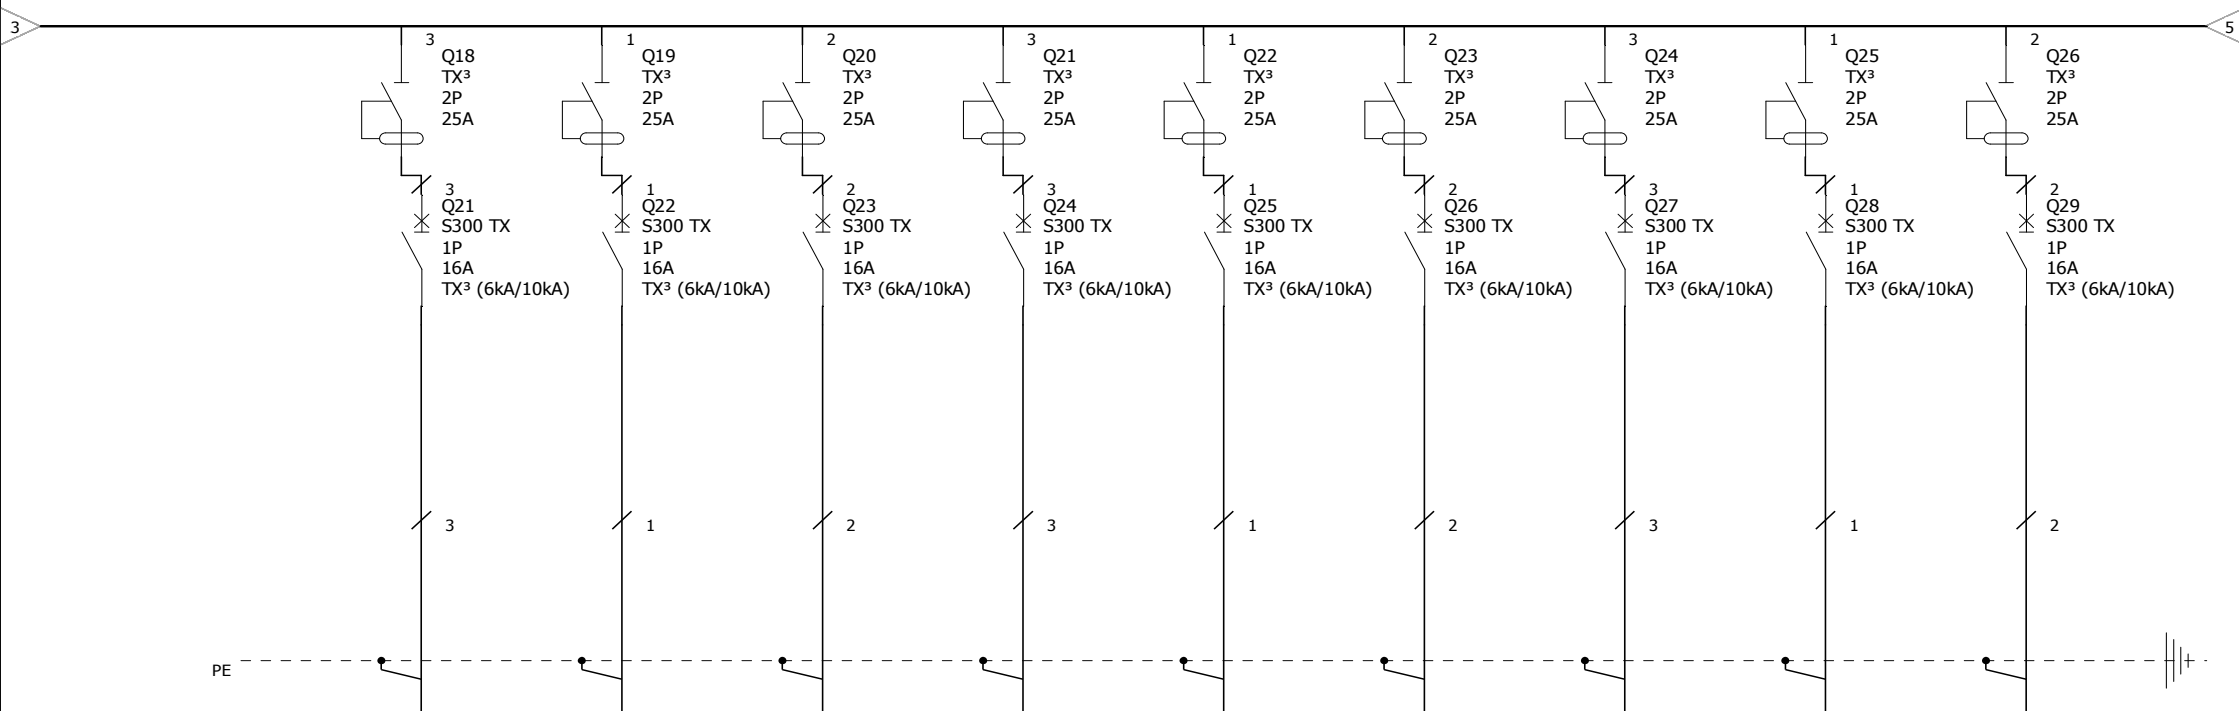 3
5
3
Q18
TX³
2P
25A
1
Q19
TX³
2P
25A
2
Q20
TX³
2P
25A
3
Q21
TX³
2P
25A
1
Q22
TX³
2P
25A
2
Q23
TX³
2P
25A
3
Q24
TX³
2P
25A
1
Q25
TX³
2P
25A
2
Q26
TX³
2P
25A
3
Q21
S300 TX
1P
16A
TX³ (6kA/10kA)
1
Q22
S300 TX
1P
16A
TX³ (6kA/10kA)
2
Q23
S300 TX
1P
16A
TX³ (6kA/10kA)
3
Q24
S300 TX
1P
16A
TX³ (6kA/10kA)
1
Q25
S300 TX
1P
16A
TX³ (6kA/10kA)
2
Q26
S300 TX
1P
16A
TX³ (6kA/10kA)
3
Q27
S300 TX
1P
16A
TX³ (6kA/10kA)
1
Q28
S300 TX
1P
16A
TX³ (6kA/10kA)
2
Q29
S300 TX
1P
16A
TX³ (6kA/10kA)
3
1
2
3
1
2
3
1
2
PE